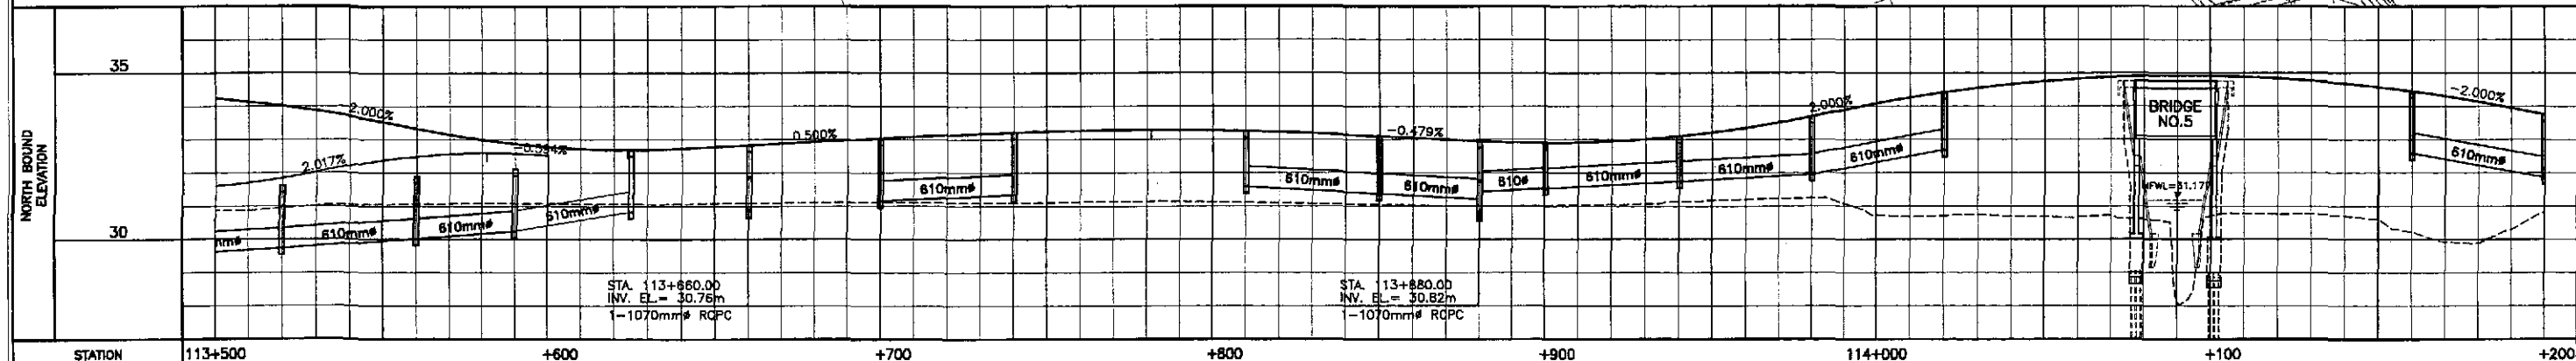 NORTH BOUND
ELEVATION
35
30
2.000%
2.017%
-0.594%
0.500%
-0.479%
2.000%
-2.000%
mmø
610mmø
610mmø
610mmø
610mmø
610mmø
610mmø
610ø
610mmø
610mmø
610mmø
610mmø
BRIDGE
NO.5
STA. 113+660.00
INV. EL.= 30.76m
1-1070mmø RCPC
STA. 113+880.00
INV. EL.= 30.82m
1-1070mmø RCPC
STATION
113+500
+600
+700
+800
+900
114+000
+100
+200